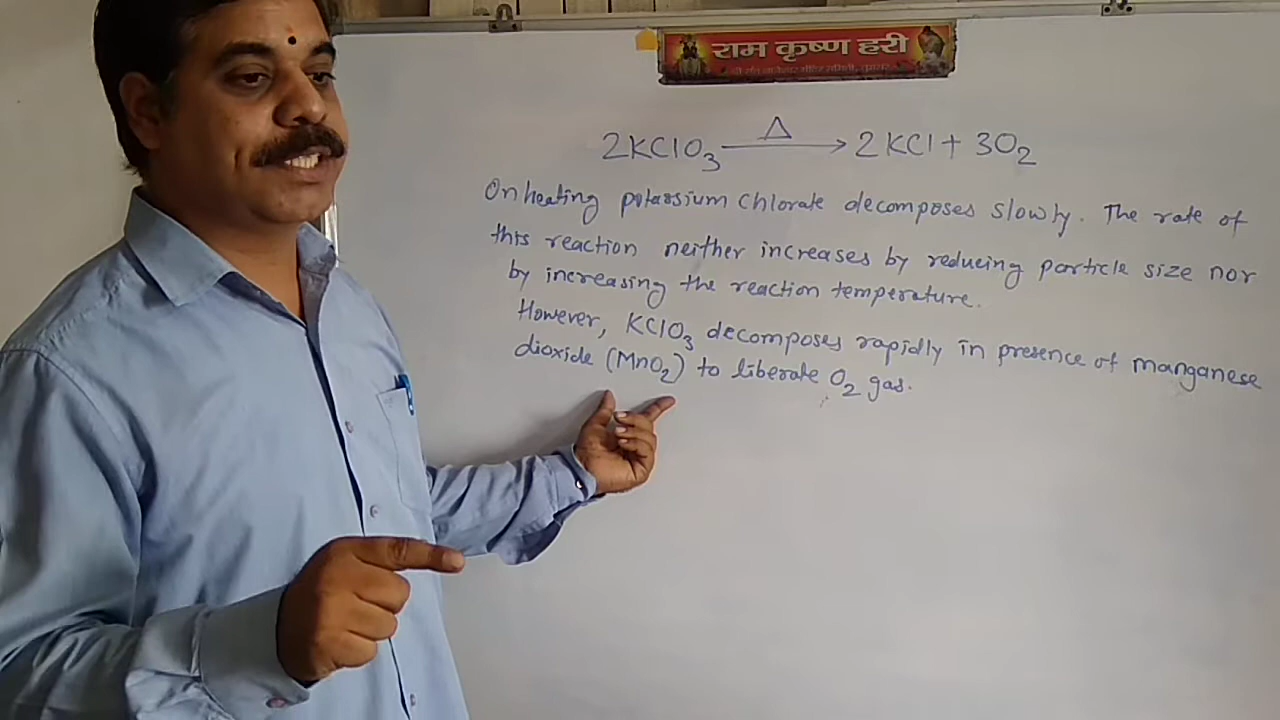 राम कृष्ण हरी
Δ
2KClO₃ ⟶ 2KCl + 3O₂
On heating potassium chlorate decomposes slowly. The rate of
this reaction neither increases by reducing particle size nor
by increasing the reaction temperature.
However, KClO₃ decomposes rapidly in presence of manganese
dioxide (MnO₂) to liberate O₂ gas.